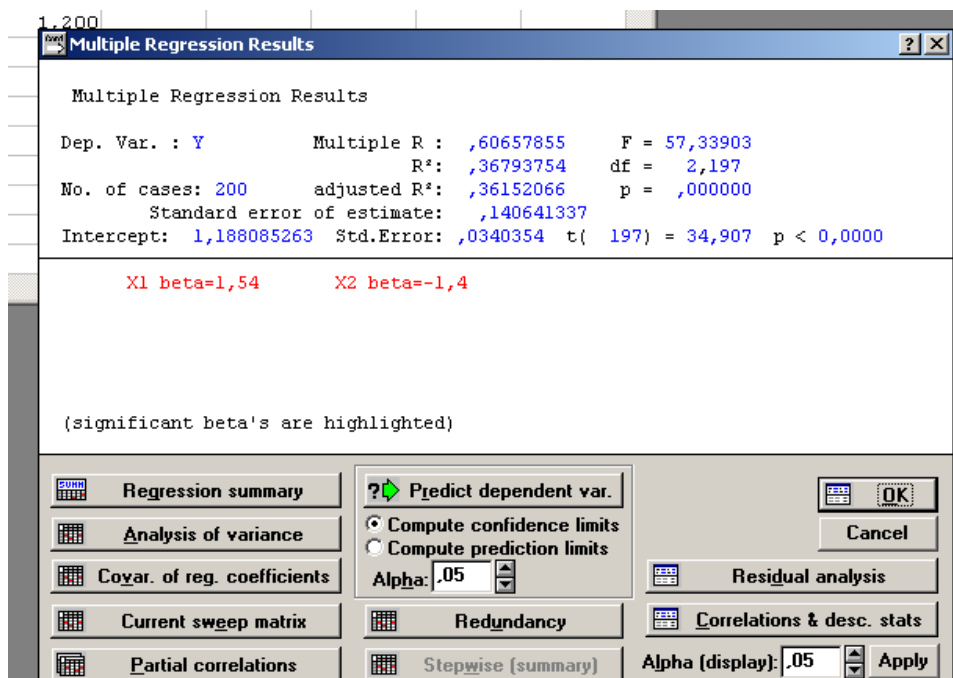 1,200
Multiple Regression Results
Multiple Regression Results
Dep. Var. : Y Multiple R : ,60657855 F = 57,33903
R²: ,36793754 df = 2,197
No. of cases: 200 adjusted R²: ,36152066 p = ,000000
Standard error of estimate: ,140641337
Intercept: 1,188085263 Std.Error: ,0340354 t( 197) = 34,907 p < 0,0000
X1 beta=1,54 X2 beta=-1,4
(significant beta's are highlighted)
Regression summary
Predict dependent var.
OK
Analysis of variance
Compute confidence limits
Cancel
Compute prediction limits
Covar. of reg. coefficients
Alpha: ,05
Residual analysis
Current sweep matrix
Redundancy
Correlations & desc. stats
Partial correlations
Stepwise (summary)
Alpha (display): ,05 Apply